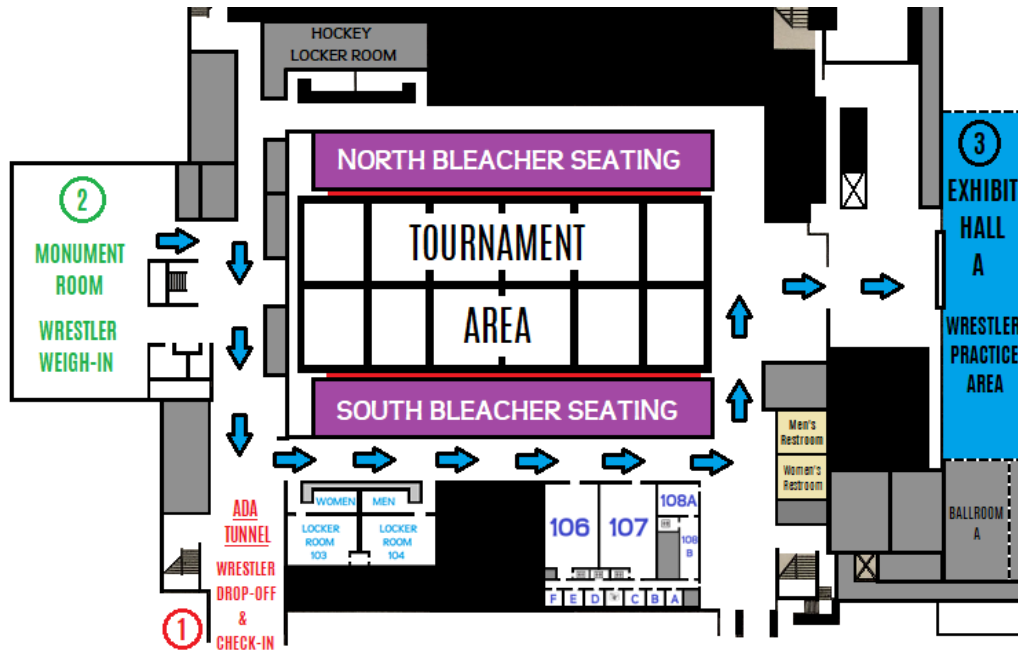 HOCKEY
LOCKER ROOM
NORTH BLEACHER SEATING
3
EXHIBIT
HALL
A
WRESTLER
PRACTICE
AREA
2
MONUMENT
ROOM
WRESTLER
WEIGH-IN
TOURNAMENT
AREA
SOUTH BLEACHER SEATING
Men's
Restroom
Women's
Restroom
ADA
TUNNEL
WRESTLER
DROP-OFF
&
CHECK-IN
1
WOMEN
MEN
LOCKER
ROOM
103
LOCKER
ROOM
104
106
107
108A
108
B
F E D C B A
BALLROOM
A